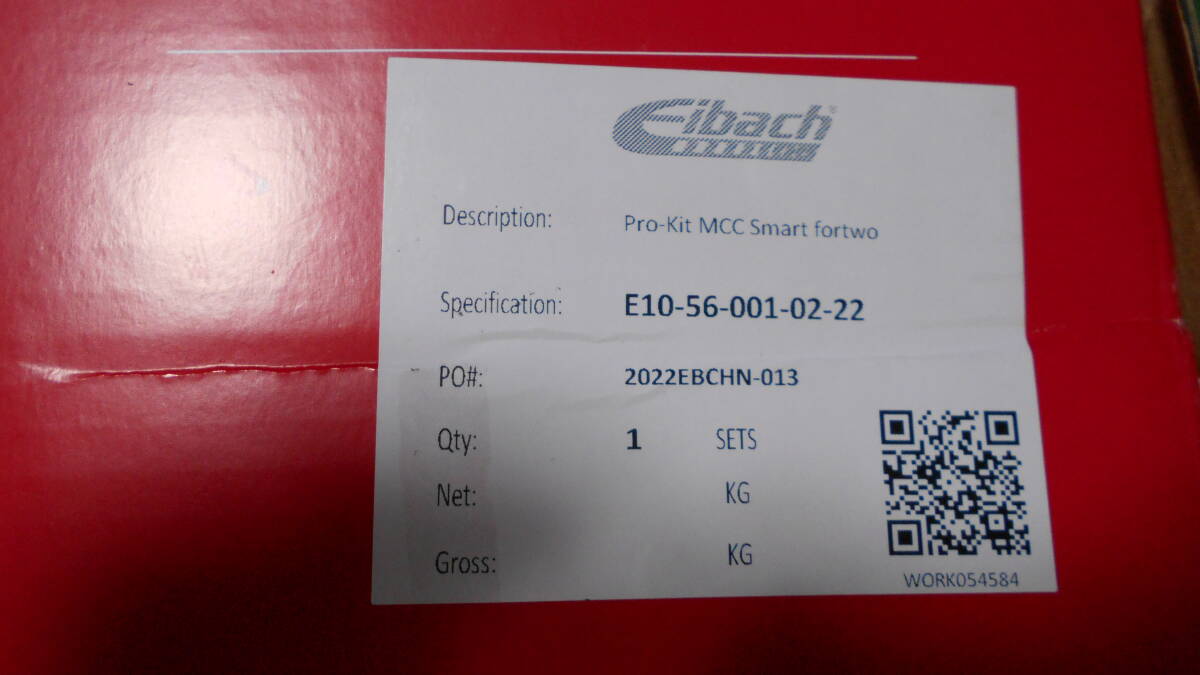 Eibach®
Description: Pro-Kit MCC Smart fortwo
Specification: E10-56-001-02-22
PO#: 2022EBCHN-013
Qty: 1 SETS
Net: KG
Gross: KG
WORK054584